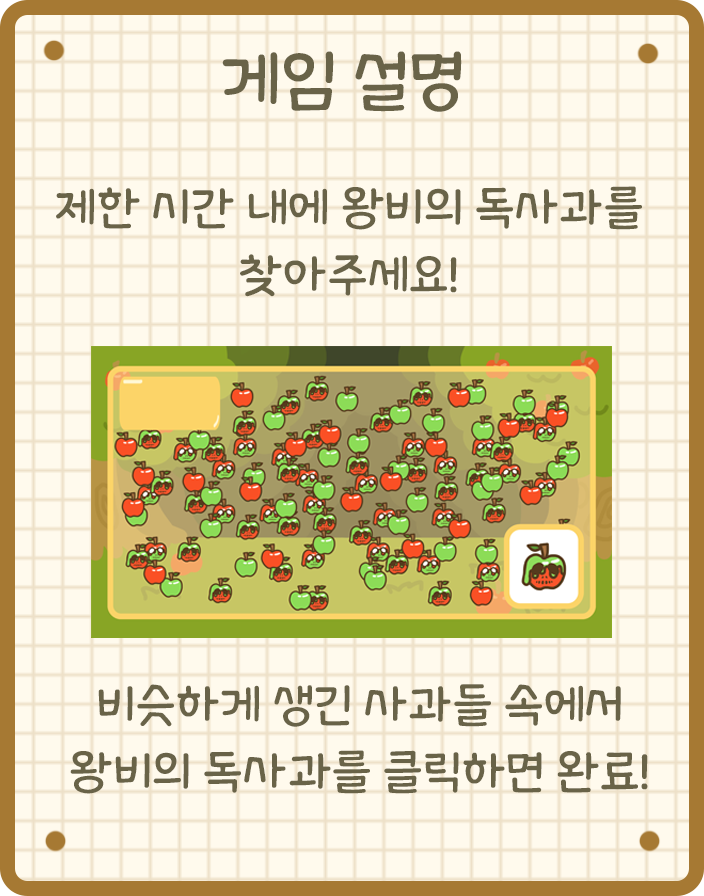 게임 설명
제한 시간 내에 왕비의 독사과를
찾아주세요!
비슷하게 생긴 사과들 속에서
왕비의 독사과를 클릭하면 완료!